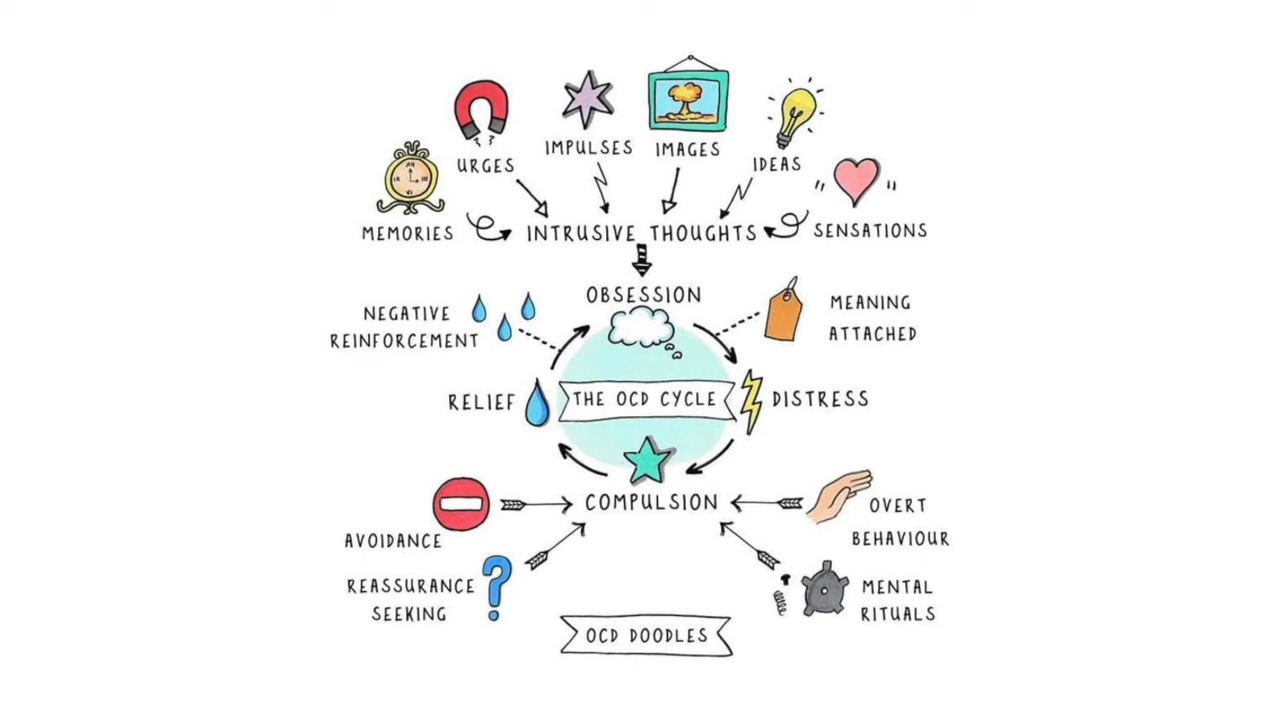 URGES
IMPULSES
IMAGES
IDEAS
MEMORIES
INTRUSIVE THOUGHTS
SENSATIONS
OBSESSION
NEGATIVE
REINFORCEMENT
MEANING
ATTACHED
RELIEF
THE OCD CYCLE
DISTRESS
COMPULSION
AVOIDANCE
OVERT
BEHAVIOUR
REASSURANCE
SEEKING
MENTAL
RITUALS
OCD DOODLES